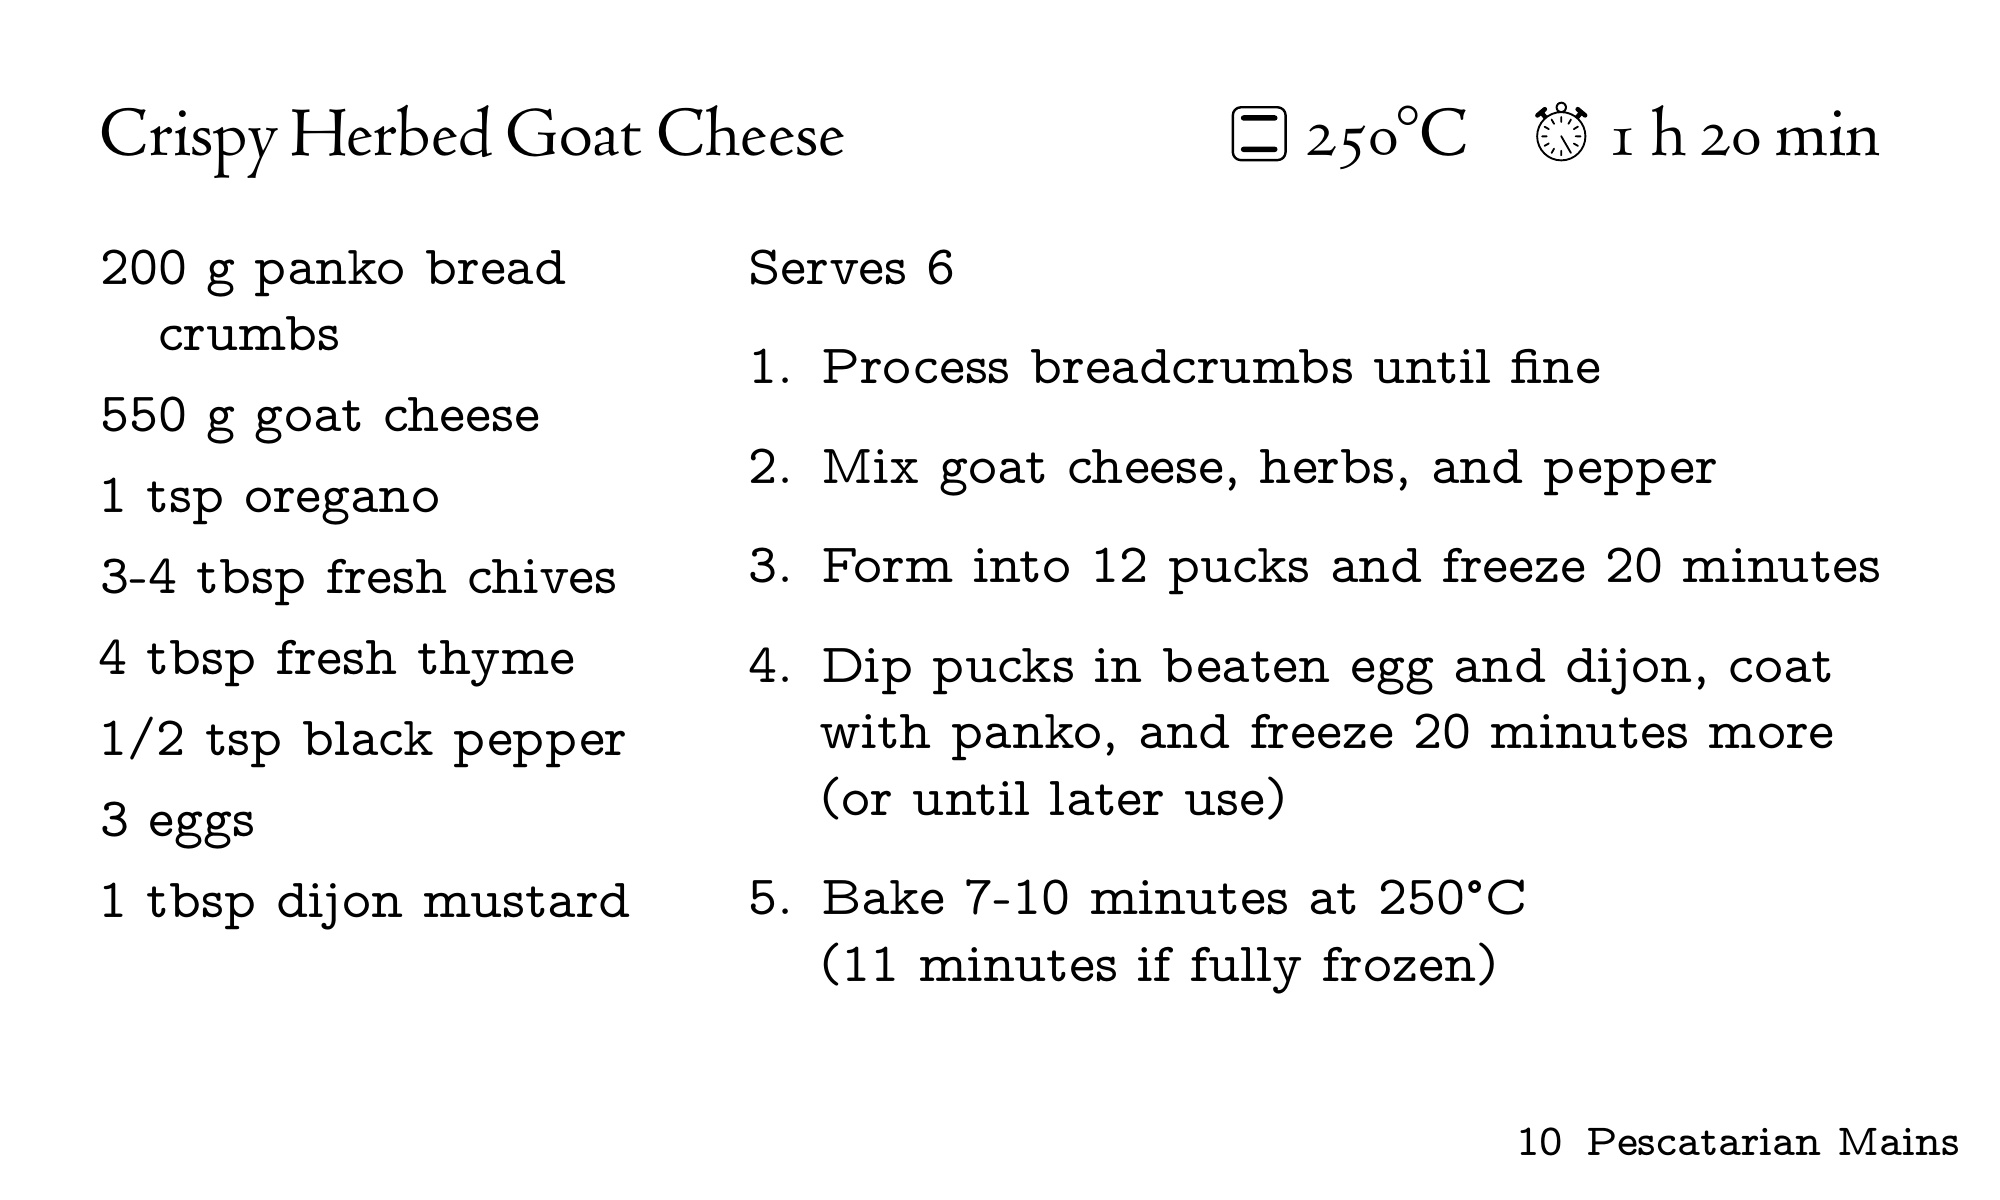 Crispy Herbed Goat Cheese
250°C 1 h 20 min
200 g panko bread
crumbs
550 g goat cheese
1 tsp oregano
3-4 tbsp fresh chives
4 tbsp fresh thyme
1/2 tsp black pepper
3 eggs
1 tbsp dijon mustard
Serves 6
1. Process breadcrumbs until fine
2. Mix goat cheese, herbs, and pepper
3. Form into 12 pucks and freeze 20 minutes
4. Dip pucks in beaten egg and dijon, coat
with panko, and freeze 20 minutes more
(or until later use)
5. Bake 7-10 minutes at 250°C
(11 minutes if fully frozen)
10 Pescatarian Mains